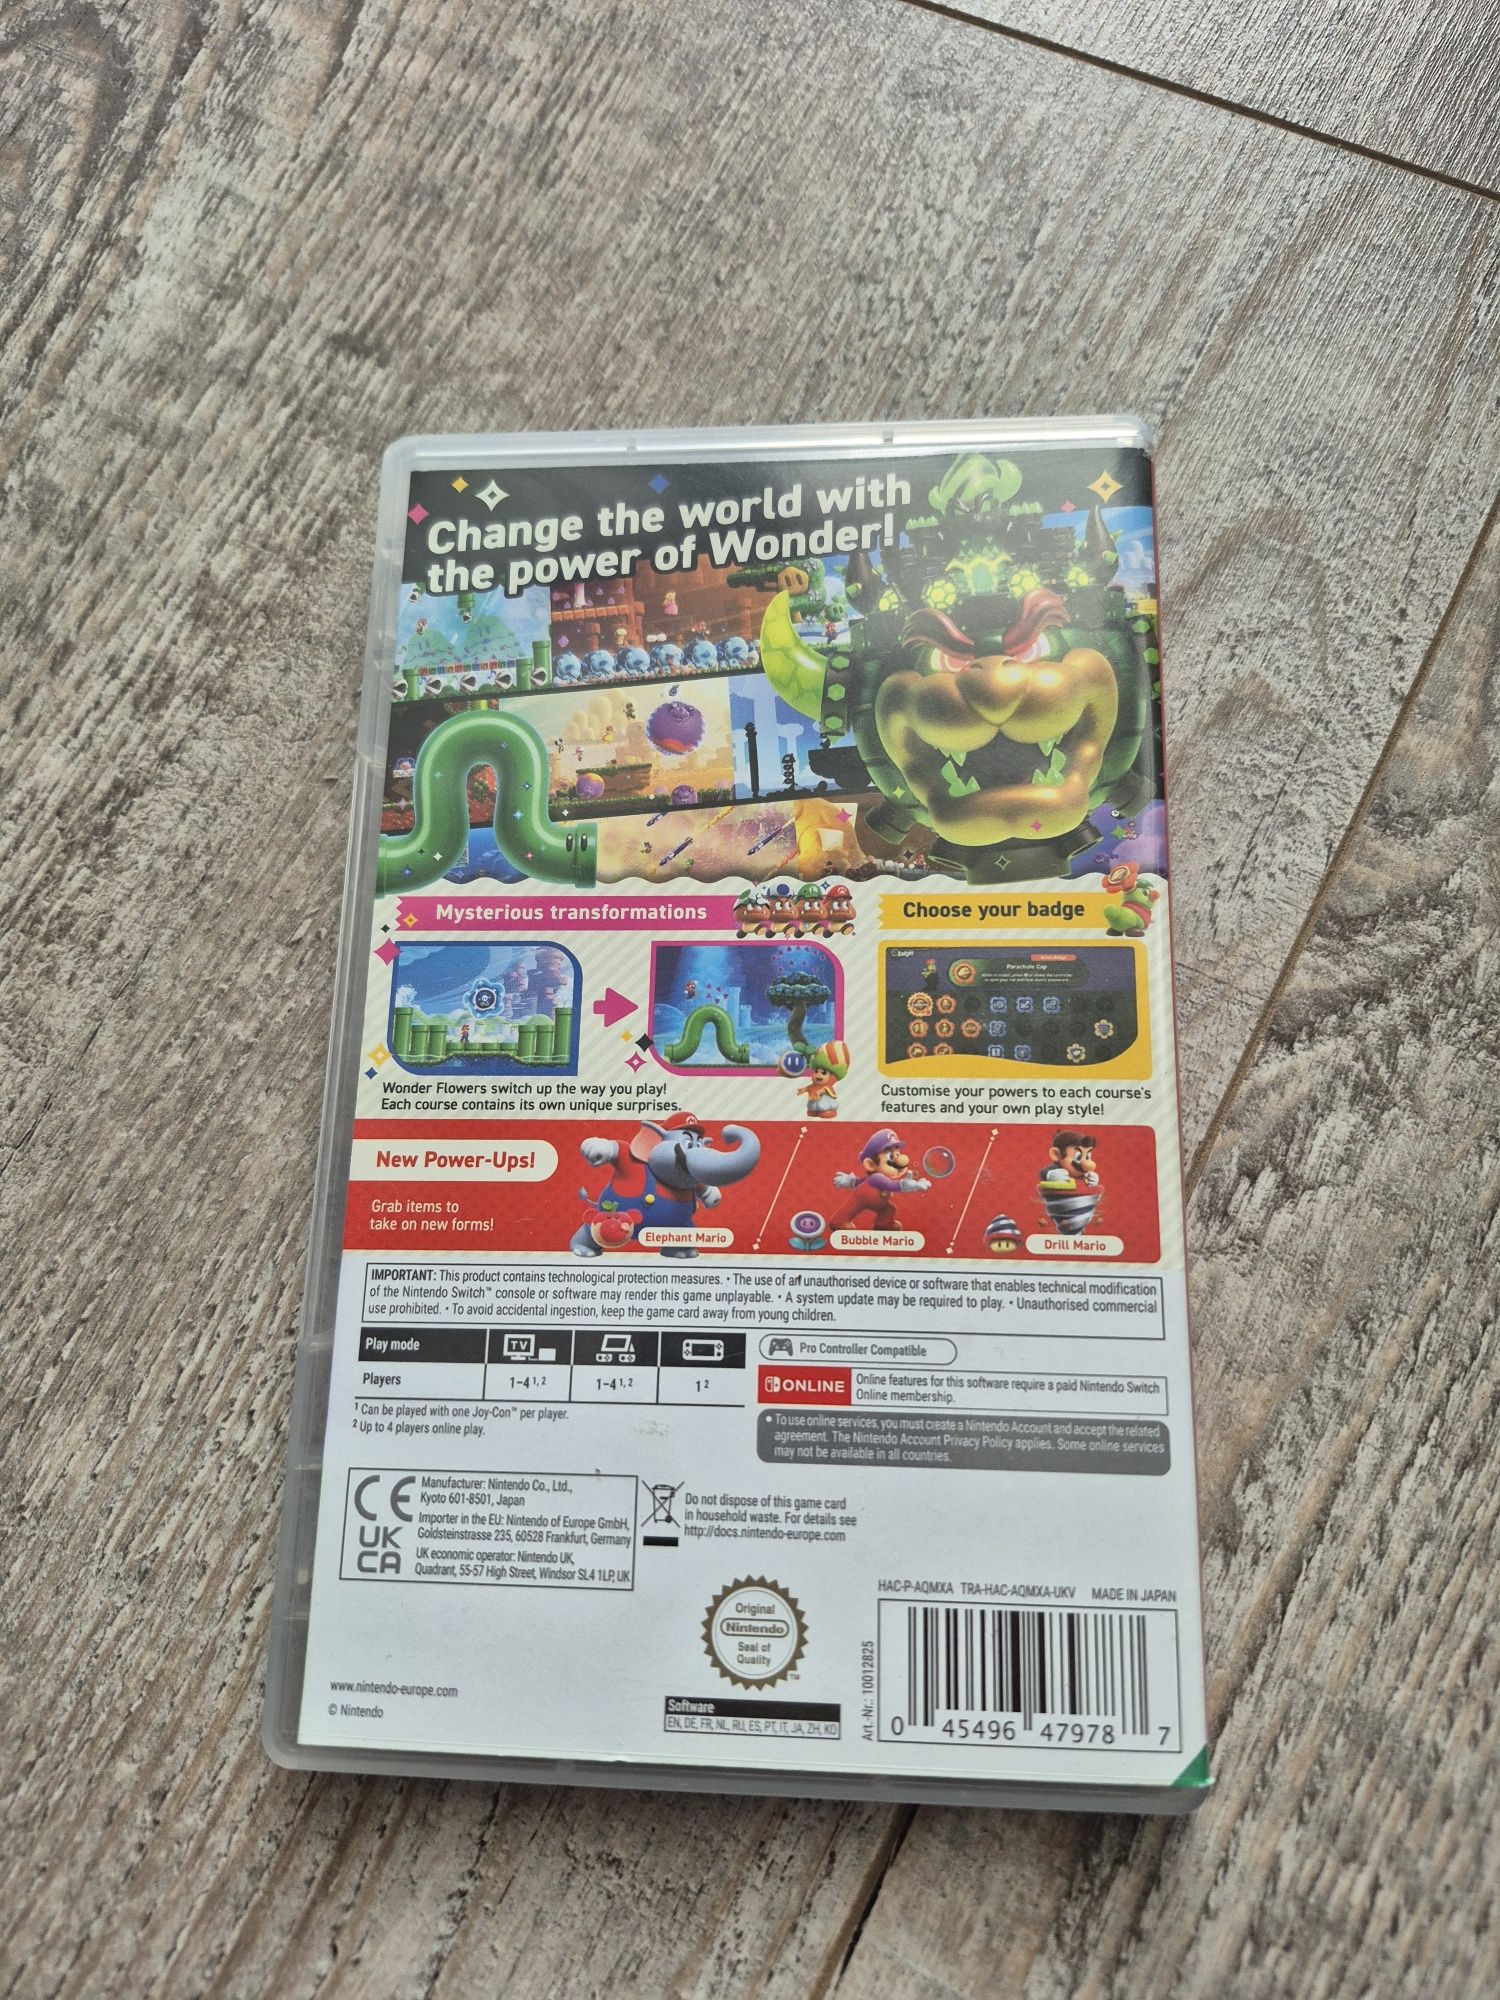 Change the world with
the power of Wonder!
Mysterious transformations
Choose your badge
Badges
Parachute Cap
Wonder Flowers switch up the way you play!
Each course contains its own unique surprises.
Customise your powers to each course's
features and your own play style!
New Power-Ups!
Grab items to
take on new forms!
Elephant Mario
Bubble Mario
Drill Mario
IMPORTANT: This product contains technological protection measures. • The use of an unauthorised device or software that enables technical modification
of the Nintendo Switch™ console or software may render this game unplayable. • A system update may be required to play. • Unauthorised commercial
use prohibited. • To avoid accidental ingestion, keep the game card away from young children.
Play mode
TV
Players
1-4 1, 2
1-4 1, 2
1 2
1 Can be played with one Joy-Con™ per player.
2 Up to 4 players online play.
Pro Controller Compatible
ONLINE
Online features for this software require a paid Nintendo Switch
Online membership.
• To use online services, you must create a Nintendo Account and accept the related
agreement. The Nintendo Account Privacy Policy applies. Some online services
may not be available in all countries.
CE
UK
CA
Manufacturer: Nintendo Co., Ltd.,
Kyoto 601-8501, Japan
Importer in the EU: Nintendo of Europe GmbH,
Goldsteinstrasse 235, 60528 Frankfurt, Germany
UK economic operator: Nintendo UK,
Quadrant, 55-57 High Street, Windsor SL4 1LP, UK
Do not dispose of this game card
in household waste. For details see
http://docs.nintendo-europe.com
HAC-P-AQMXA TRA-HAC-AQMXA-UKV MADE IN JAPAN
Original
Nintendo
Seal of
Quality
TM
www.nintendo-europe.com
© Nintendo
Software
EN, DE, FR, NL, RU, ES, PT, IT, JA, ZH, KO
Art.-Nr.: 10012825
0 45496 47978 7